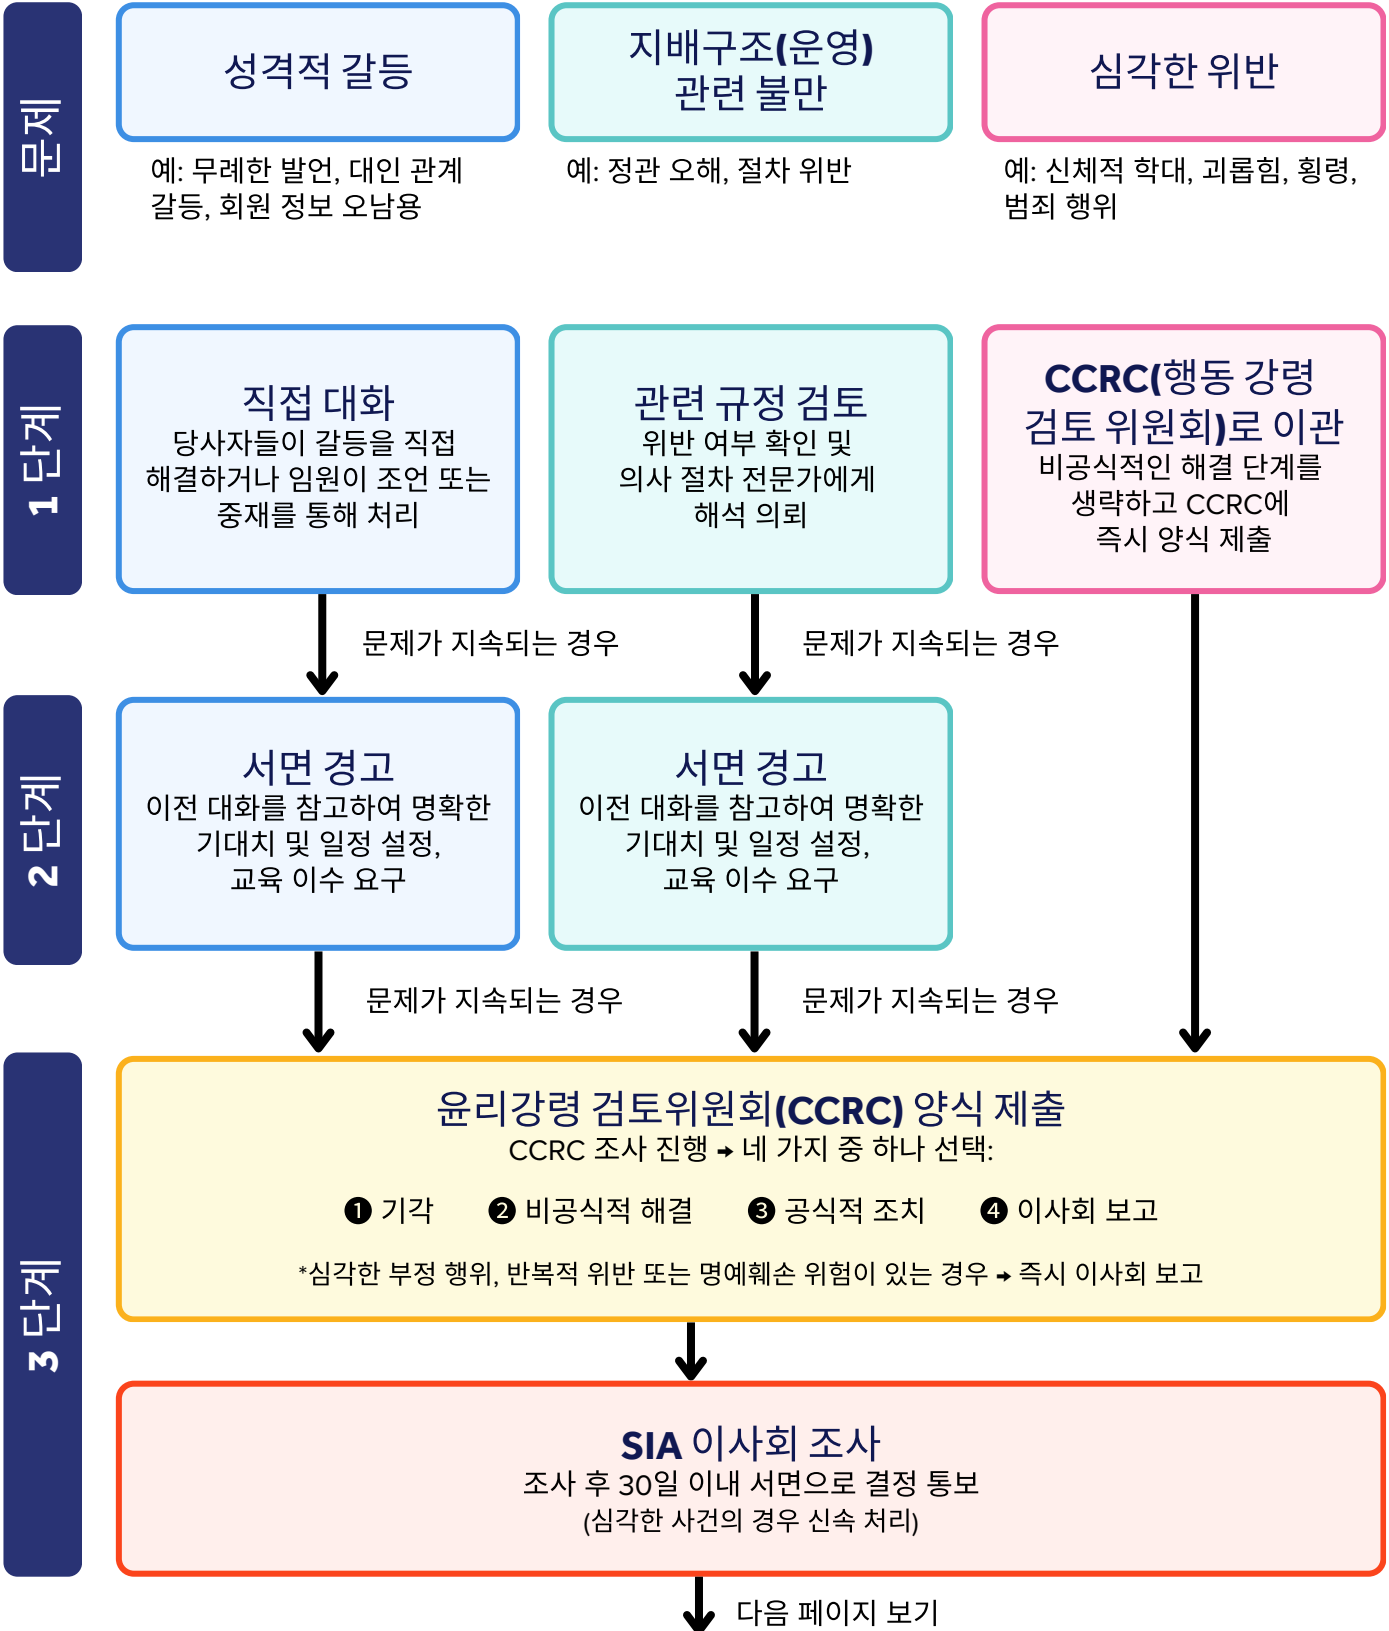 문제
성격적 갈등
예: 무례한 발언, 대인 관계
갈등, 회원 정보 오남용
지배구조(운영)
관련 불만
예: 정관 오해, 절차 위반
심각한 위반
예: 신체적 학대, 괴롭힘, 횡령,
범죄 행위
1 단계
직접 대화
당사자들이 갈등을 직접
해결하거나 임원이 조언 또는
중재를 통해 처리
관련 규정 검토
위반 여부 확인 및
의사 절차 전문가에게
해석 의뢰
CCRC(행동 강령
검토 위원회)로 이관
비공식적인 해결 단계를
생략하고 CCRC에
즉시 양식 제출
문제가 지속되는 경우
문제가 지속되는 경우
2 단계
서면 경고
이전 대화를 참고하여 명확한
기대치 및 일정 설정,
교육 이수 요구
서면 경고
이전 대화를 참고하여 명확한
기대치 및 일정 설정,
교육 이수 요구
문제가 지속되는 경우
문제가 지속되는 경우
3 단계
윤리강령 검토위원회(CCRC) 양식 제출
CCRC 조사 진행 → 네 가지 중 하나 선택:
❶ 기각 ❷ 비공식적 해결 ❸ 공식적 조치 ❹ 이사회 보고
*심각한 부정 행위, 반복적 위반 또는 명예훼손 위험이 있는 경우 → 즉시 이사회 보고
SIA 이사회 조사
조사 후 30일 이내 서면으로 결정 통보
(심각한 사건의 경우 신속 처리)
다음 페이지 보기